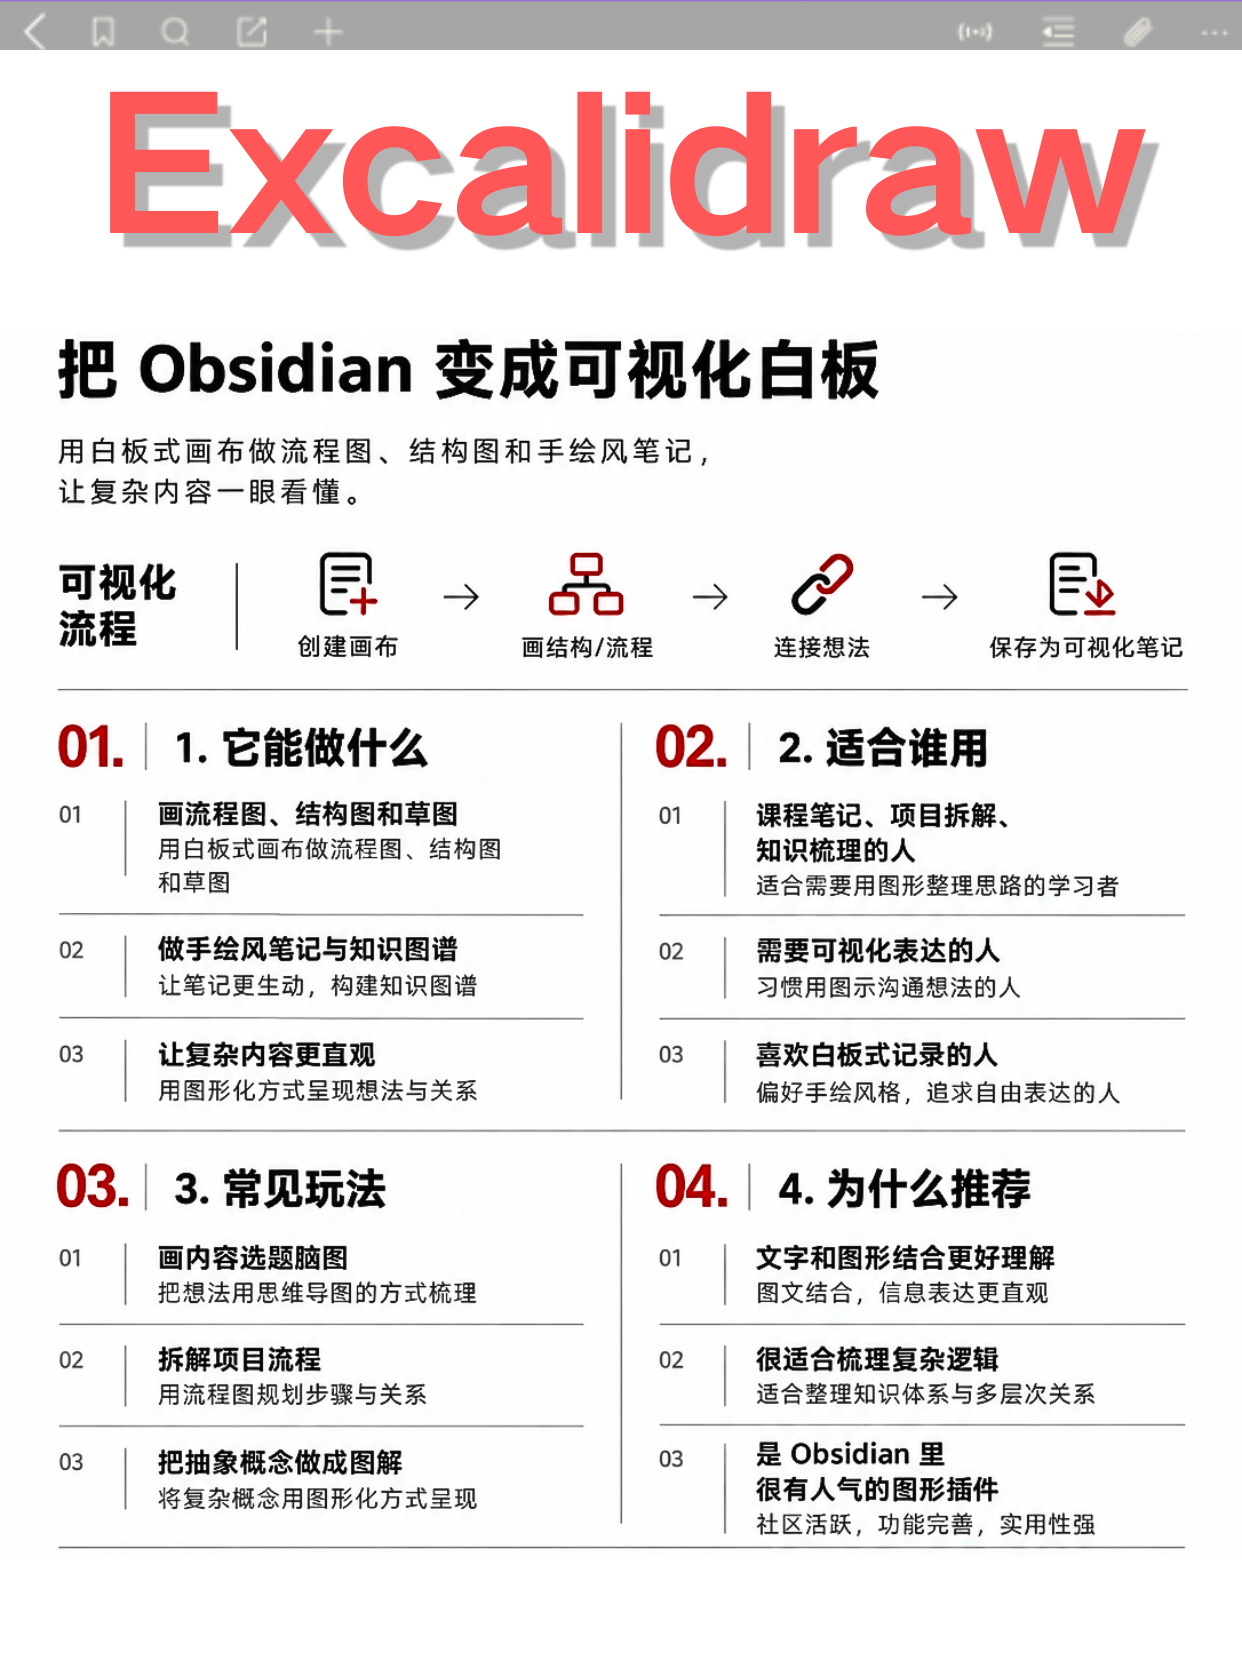 Excalidraw
把 Obsidian 变成可视化白板
用白板式画布做流程图、结构图和手绘风笔记，
让复杂内容一眼看懂。
可视化
流程
创建画布
画结构/流程
连接想法
保存为可视化笔记
01.
1. 它能做什么
01
画流程图、结构图和草图
用白板式画布做流程图、结构图
和草图
02
做手绘风笔记与知识图谱
让笔记更生动，构建知识图谱
03
让复杂内容更直观
用图形化方式呈现想法与关系
02.
2. 适合谁用
01
课程笔记、项目拆解、
知识梳理的人
适合需要用图形整理思路的学习者
02
需要可视化表达的人
习惯用图示沟通想法的人
03
喜欢白板式记录的人
偏好手绘风格，追求自由表达的人
03.
3. 常见玩法
01
画内容选题脑图
把想法用思维导图的方式梳理
02
拆解项目流程
用流程图规划步骤与关系
03
把抽象概念做成图解
将复杂概念用图形化方式呈现
04.
4. 为什么推荐
01
文字和图形结合更好理解
图文结合，信息表达更直观
02
很适合梳理复杂逻辑
适合整理知识体系与多层次关系
03
是 Obsidian 里
很有人气的图形插件
社区活跃，功能完善，实用性强